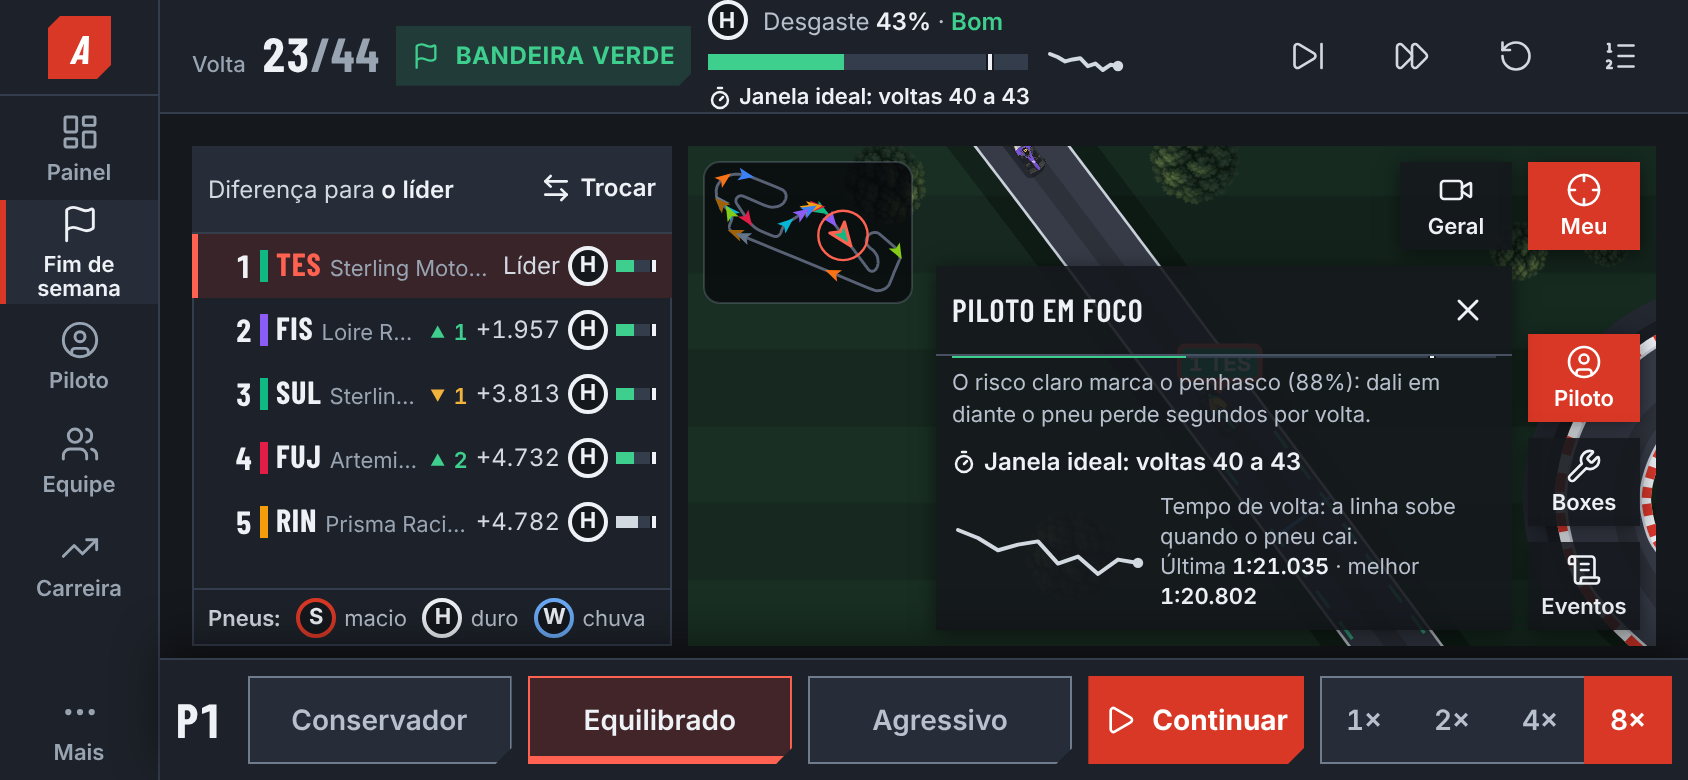 A
Volta 23/44
BANDEIRA VERDE
H Desgaste 43% · Bom
Janela ideal: voltas 40 a 43
Painel
Fim de
semana
Piloto
Equipe
Carreira
Mais
Diferença para o líder
Trocar
1 TES Sterling Moto... Líder H
2 FIS Loire R... ▲ 1 +1.957 H
3 SUL Sterlin... ▼ 1 +3.813 H
4 FUJ Artemi... ▲ 2 +4.732 H
5 RIN Prisma Raci... +4.782 H
Pneus: S macio H duro W chuva
Geral
Meu
PILOTO EM FOCO
1 TES
O risco claro marca o penhasco (88%): dali em
diante o pneu perde segundos por volta.
Janela ideal: voltas 40 a 43
Tempo de volta: a linha sobe
quando o pneu cai.
Última 1:21.035 · melhor
1:20.802
Piloto
Boxes
Eventos
P1
Conservador
Equilibrado
Agressivo
Continuar
1×
2×
4×
8×